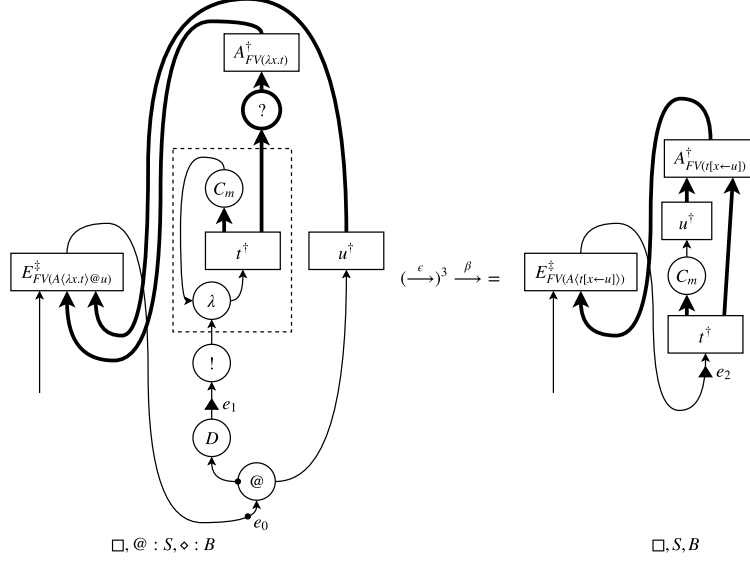 A†FV(λx.t)
?
Cm
t†
u†
E‡FV(A⟨λx.t⟩@u)
λ
!
e1
D
@
e0
□, @ : S, ⋄ : B
(→ϵ)3 →β =
A†FV(t[x←u])
u†
E‡FV(A⟨t[x←u]⟩)
Cm
t†
e2
□, S, B